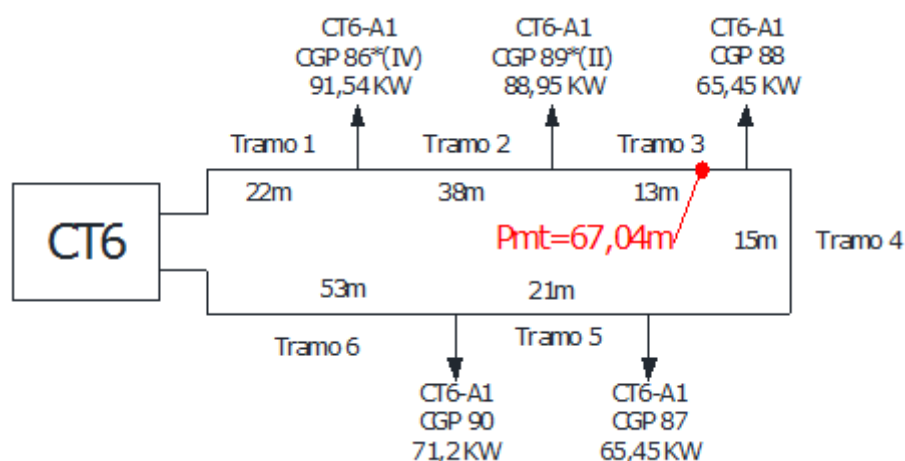 CT6-A1
CGP 86*(IV)
91,54 KW
CT6-A1
CGP 89*(II)
88,95 KW
CT6-A1
CGP 88
65,45 KW
Tramo 1
Tramo 2
Tramo 3
22m
38m
13m
CT6
Pmt=67,04m
15m
Tramo 4
53m
21m
Tramo 6
Tramo 5
CT6-A1
CGP 90
71,2 KW
CT6-A1
CGP 87
65,45 KW